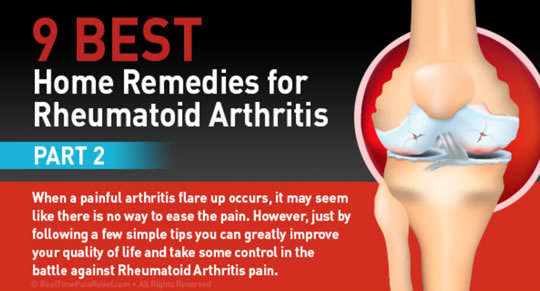 9 BEST
Home Remedies for
Rheumatoid Arthritis
PART 2
When a painful arthritis flare up occurs, it may seem
like there is no way to ease the pain. However, just by
following a few simple tips you can greatly improve
your quality of life and take some control in the
battle against Rheumatoid Arthritis pain.
© RealTimePainRelief.com • All Rights Reserved